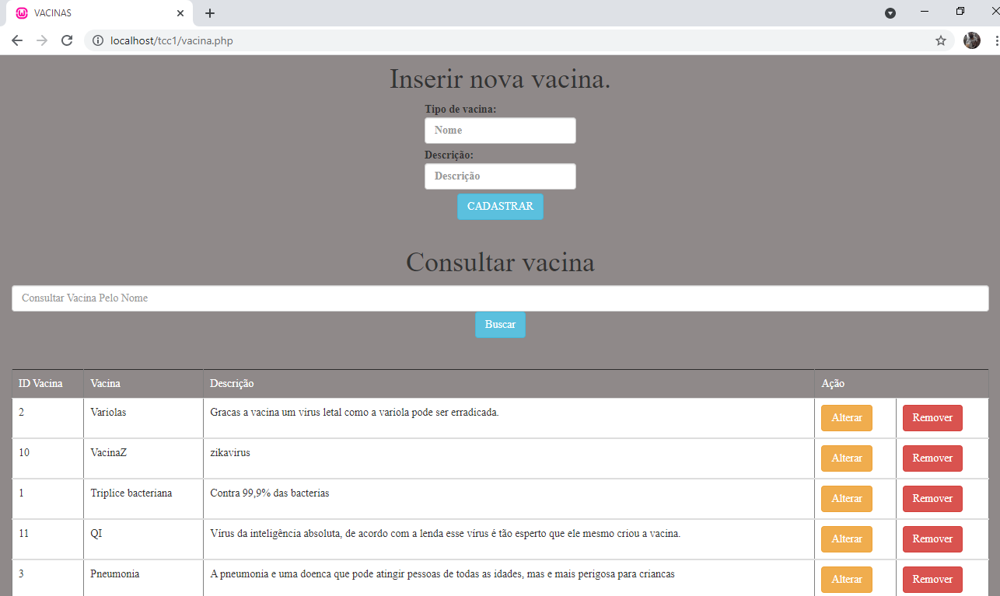 VACINAS
localhost/tcc1/vacina.php
Inserir nova vacina.
Tipo de vacina:
Nome
Descrição:
Descrição
CADASTRAR
Consultar vacina
Consultar Vacina Pelo Nome
Buscar
ID Vacina Vacina Descrição Ação
2 Variolas Gracas a vacina um virus letal como a variola pode ser erradicada. Alterar Remover
10 VacinaZ zikavirus Alterar Remover
1 Triplice bacteriana Contra 99,9% das bacterias Alterar Remover
11 QI Vírus da inteligência absoluta, de acordo com a lenda esse vírus é tão esperto que ele mesmo criou a vacina. Alterar Remover
3 Pneumonia A pneumonia e uma doenca que pode atingir pessoas de todas as idades, mas e mais perigosa para criancas Alterar Remover